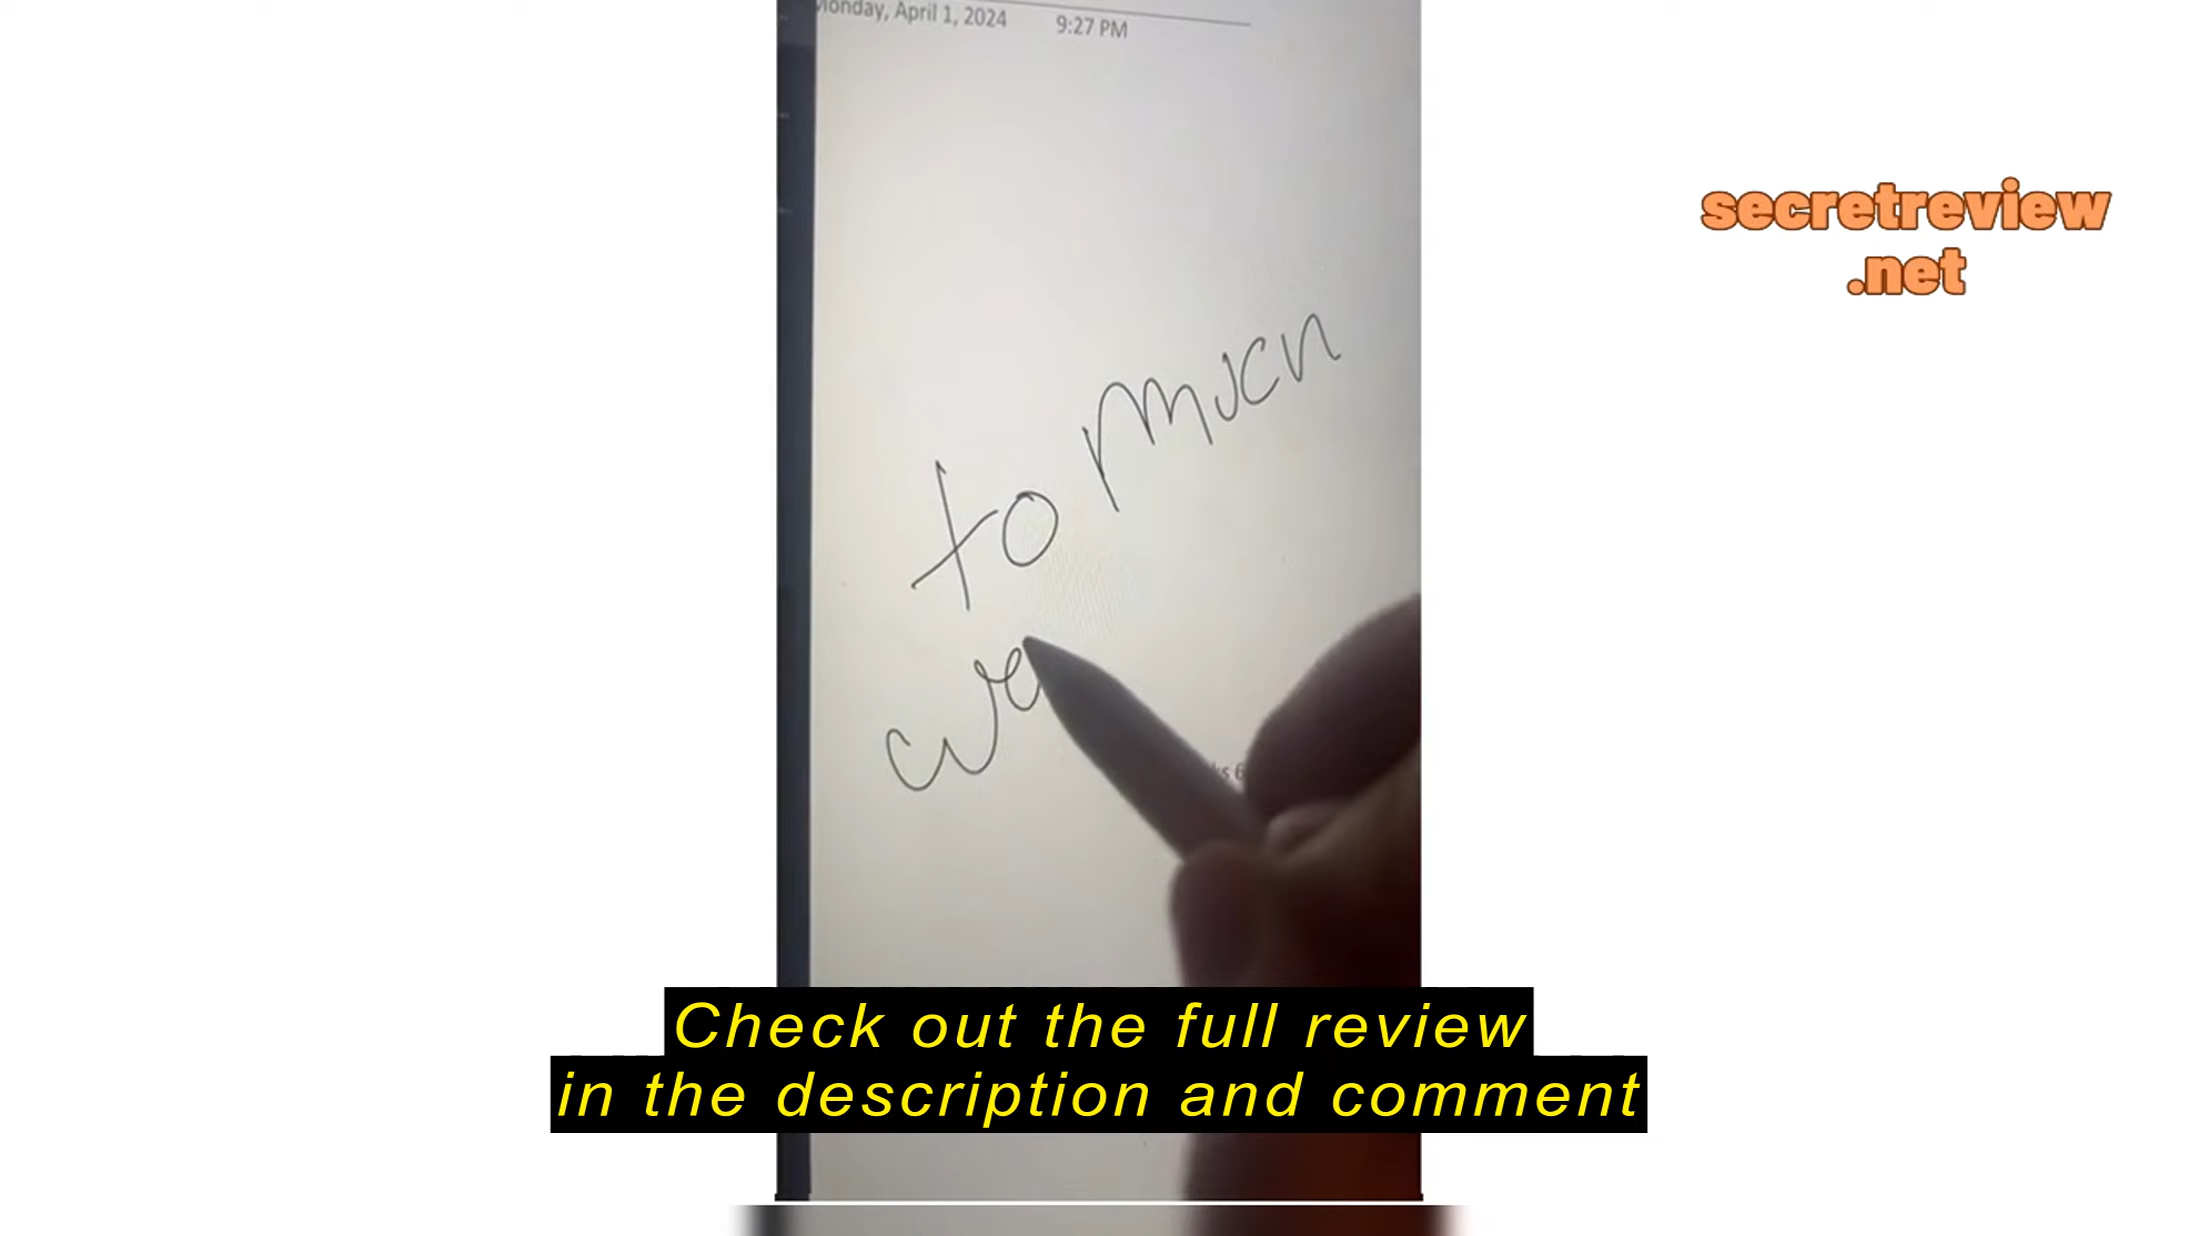 Monday, April 1, 2024 9:27 PM
secretreview
.net
to much
we
Check out the full review
in the description and comment